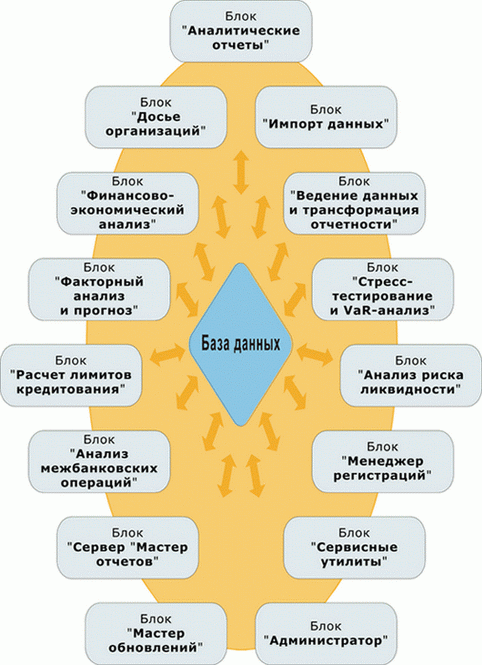 Блок
"Аналитические
отчеты"
Блок
"Досье
организаций"
Блок
"Импорт данных"
Блок
"Финансово-
экономический
анализ"
Блок
"Ведение данных
и трансформация
отчетности"
Блок
"Факторный
анализ
и прогноз"
Блок
"Стресс-
тестирование
и VaR-анализ"
База данных
Блок
"Расчет лимитов
кредитования"
Блок
"Анализ риска
ликвидности"
Блок
"Анализ
межбанковских
операций"
Блок
"Менеджер
регистраций"
Блок
"Сервер "Мастер
отчетов"
Блок
"Сервисные
утилиты"
Блок
"Мастер
обновлений"
Блок
"Администратор"